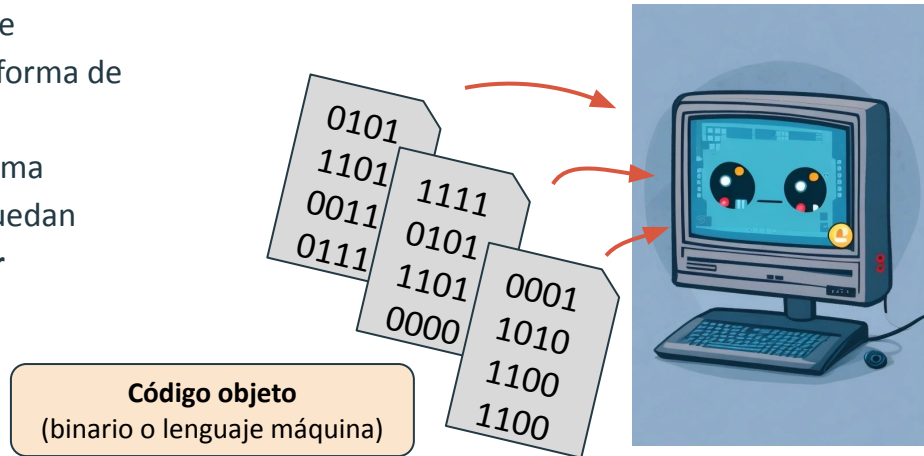 e
forma de
ma
uedan
r
0101
1101
0011
0111
1111
0101
1101
0000
0001
1010
1100
1100
Código objeto
(binario o lenguaje máquina)